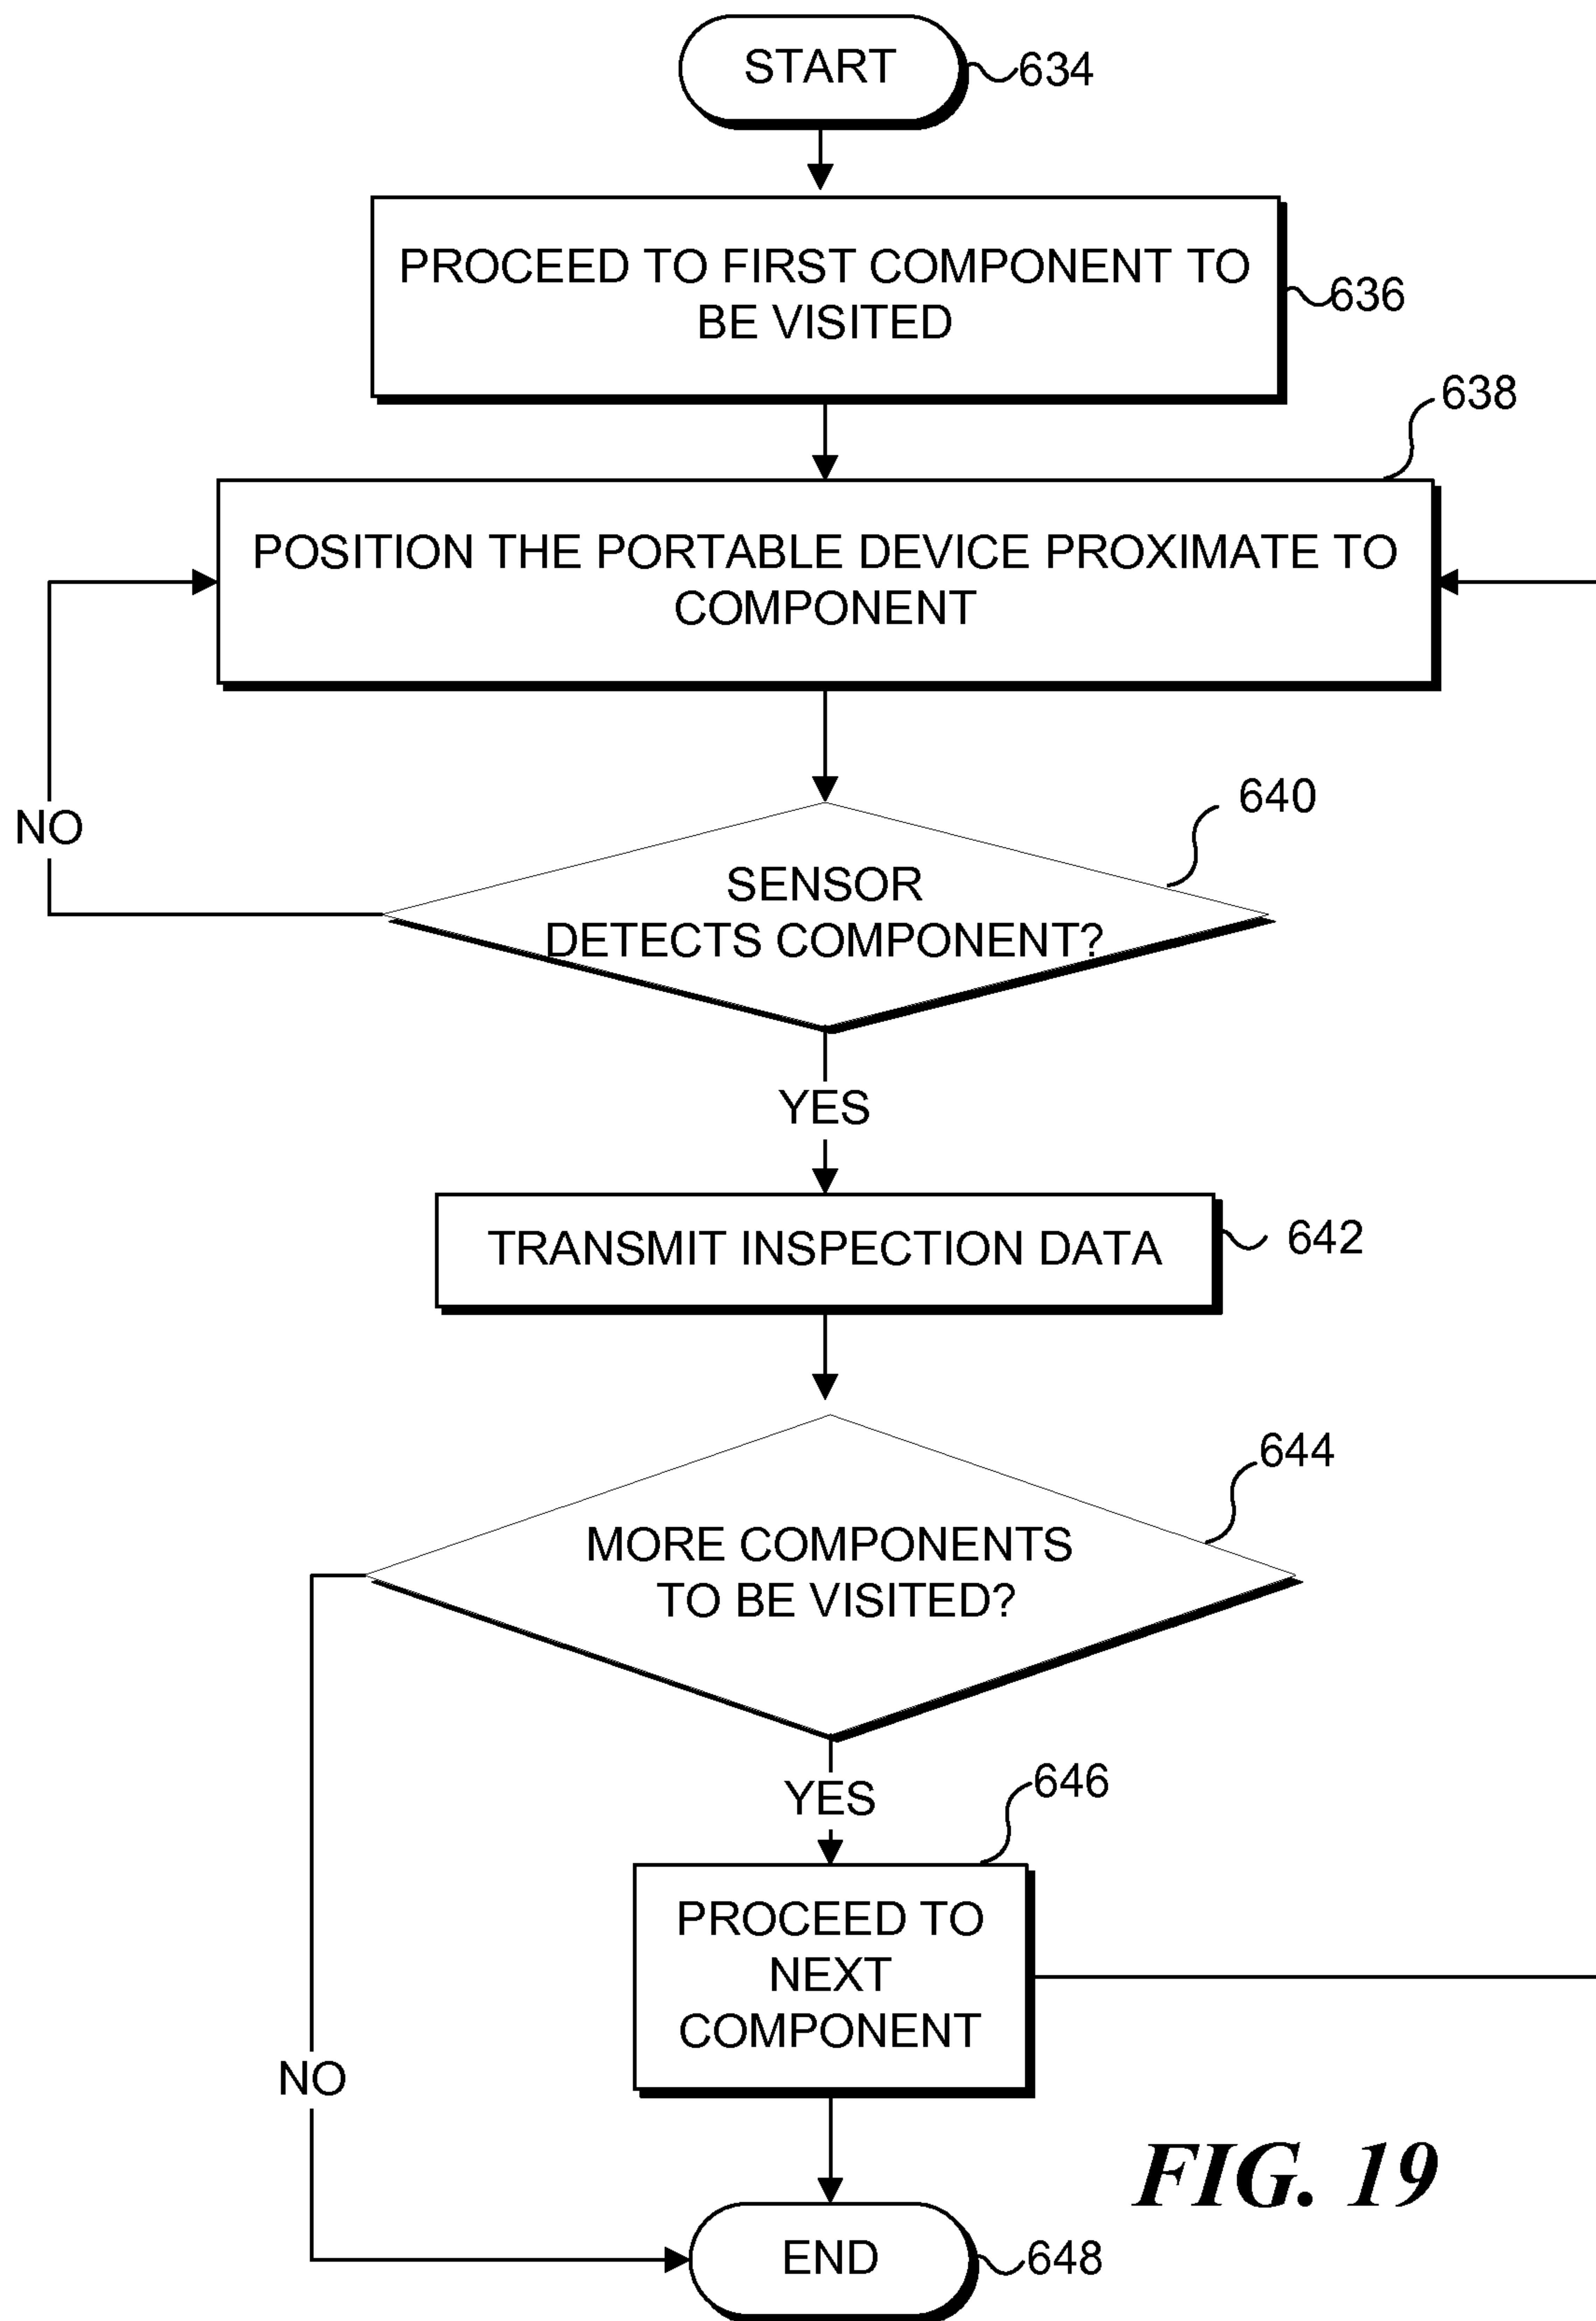 START
634
PROCEED TO FIRST COMPONENT TO
BE VISITED
636
638
POSITION THE PORTABLE DEVICE PROXIMATE TO
COMPONENT
640
NO
SENSOR
DETECTS COMPONENT?
YES
TRANSMIT INSPECTION DATA
642
644
MORE COMPONENTS
TO BE VISITED?
YES
646
PROCEED TO
NEXT
COMPONENT
NO
FIG. 19
END
648